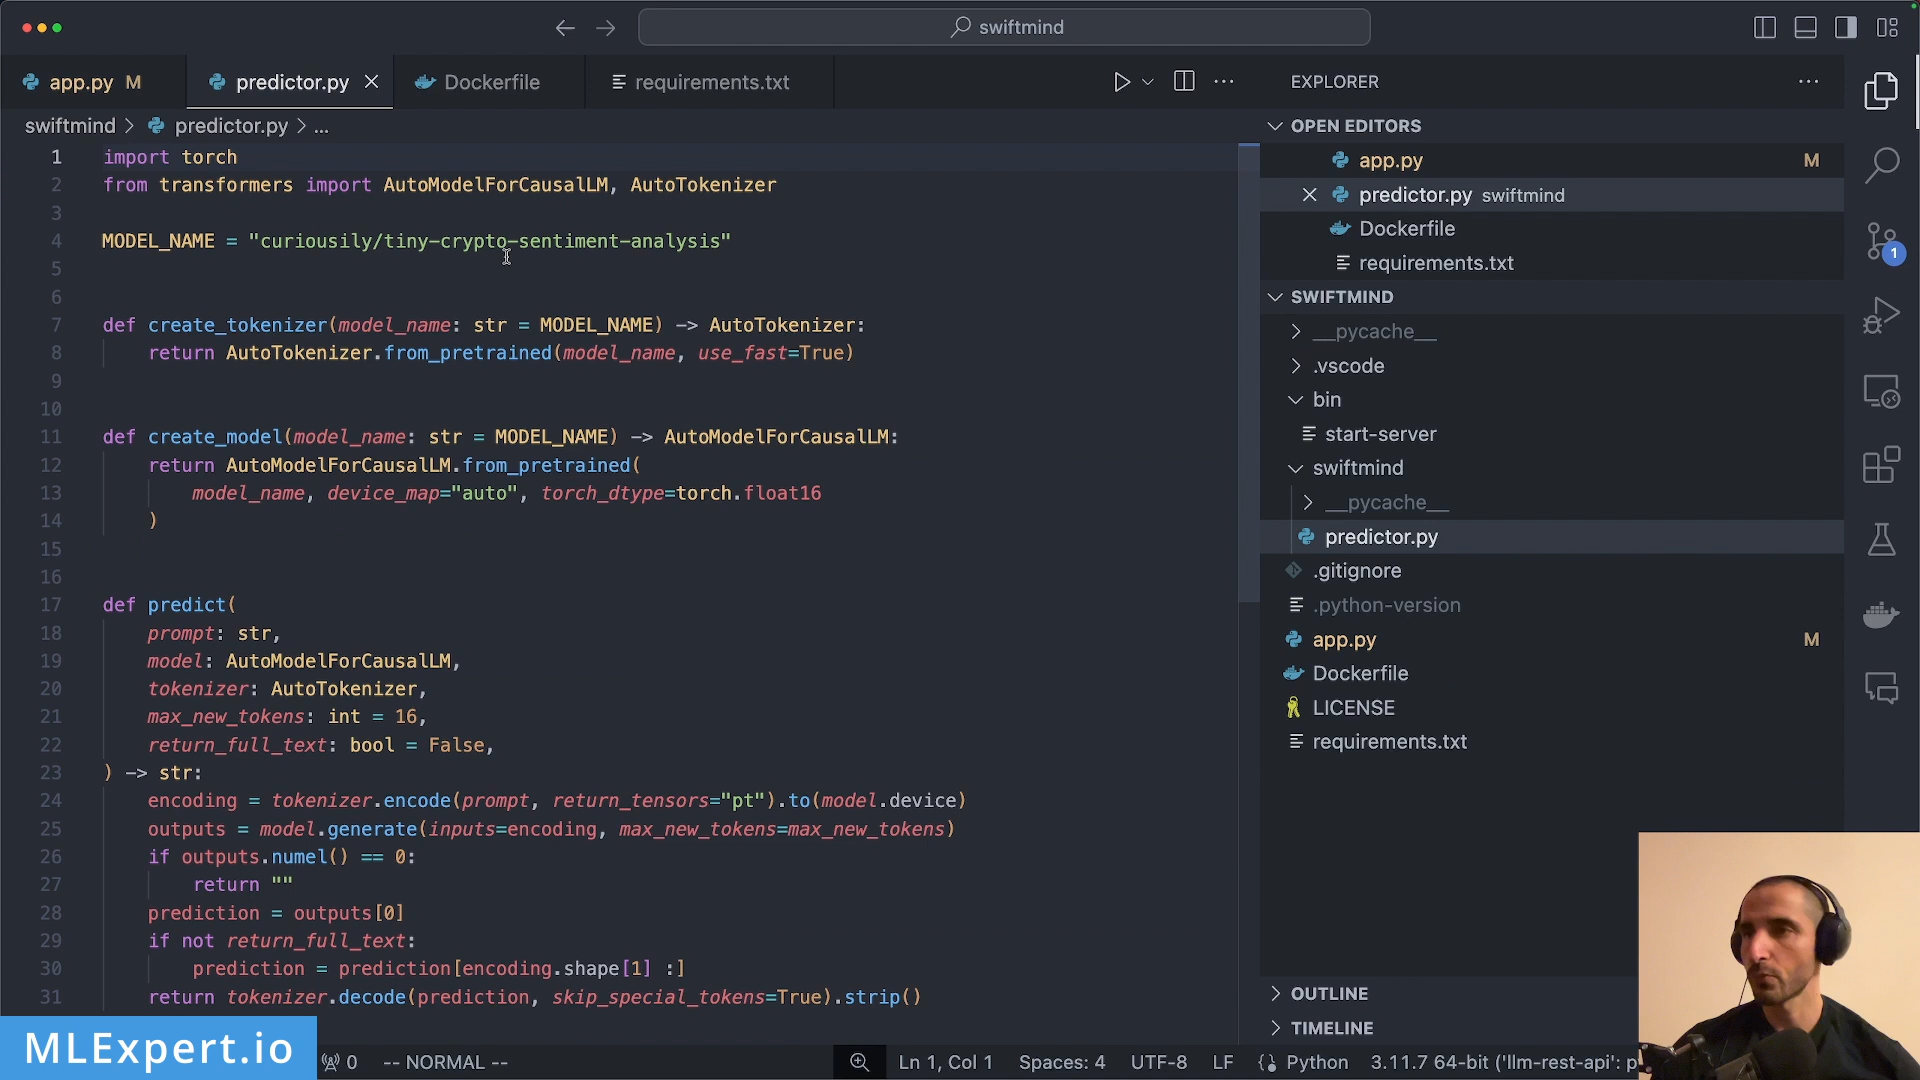 swiftmind
app.py M
predictor.py
Dockerfile
requirements.txt
EXPLORER
swiftmind > predictor.py > ...
1 import torch
2 from transformers import AutoModelForCausalLM, AutoTokenizer
3
4 MODEL_NAME = "curiousily/tiny-crypto-sentiment-analysis"
5
6
7 def create_tokenizer(model_name: str = MODEL_NAME) -> AutoTokenizer:
8 return AutoTokenizer.from_pretrained(model_name, use_fast=True)
9
10
11 def create_model(model_name: str = MODEL_NAME) -> AutoModelForCausalLM:
12 return AutoModelForCausalLM.from_pretrained(
13 model_name, device_map="auto", torch_dtype=torch.float16
14 )
15
16
17 def predict(
18 prompt: str,
19 model: AutoModelForCausalLM,
20 tokenizer: AutoTokenizer,
21 max_new_tokens: int = 16,
22 return_full_text: bool = False,
23 ) -> str:
24 encoding = tokenizer.encode(prompt, return_tensors="pt").to(model.device)
25 outputs = model.generate(inputs=encoding, max_new_tokens=max_new_tokens)
26 if outputs.numel() == 0:
27 return ""
28 prediction = outputs[0]
29 if not return_full_text:
30 prediction = prediction[encoding.shape[1] :]
31 return tokenizer.decode(prediction, skip_special_tokens=True).strip()
OPEN EDITORS
app.py M
predictor.py swiftmind
Dockerfile
requirements.txt
SWIFTMIND
__pycache__
.vscode
bin
start-server
swiftmind
__pycache__
predictor.py
.gitignore
.python-version
app.py M
Dockerfile
LICENSE
requirements.txt
OUTLINE
TIMELINE
1
MLExpert.io
0 -- NORMAL --
Ln 1, Col 1 Spaces: 4 UTF-8 LF Python 3.11.7 64-bit ('llm-rest-api': p